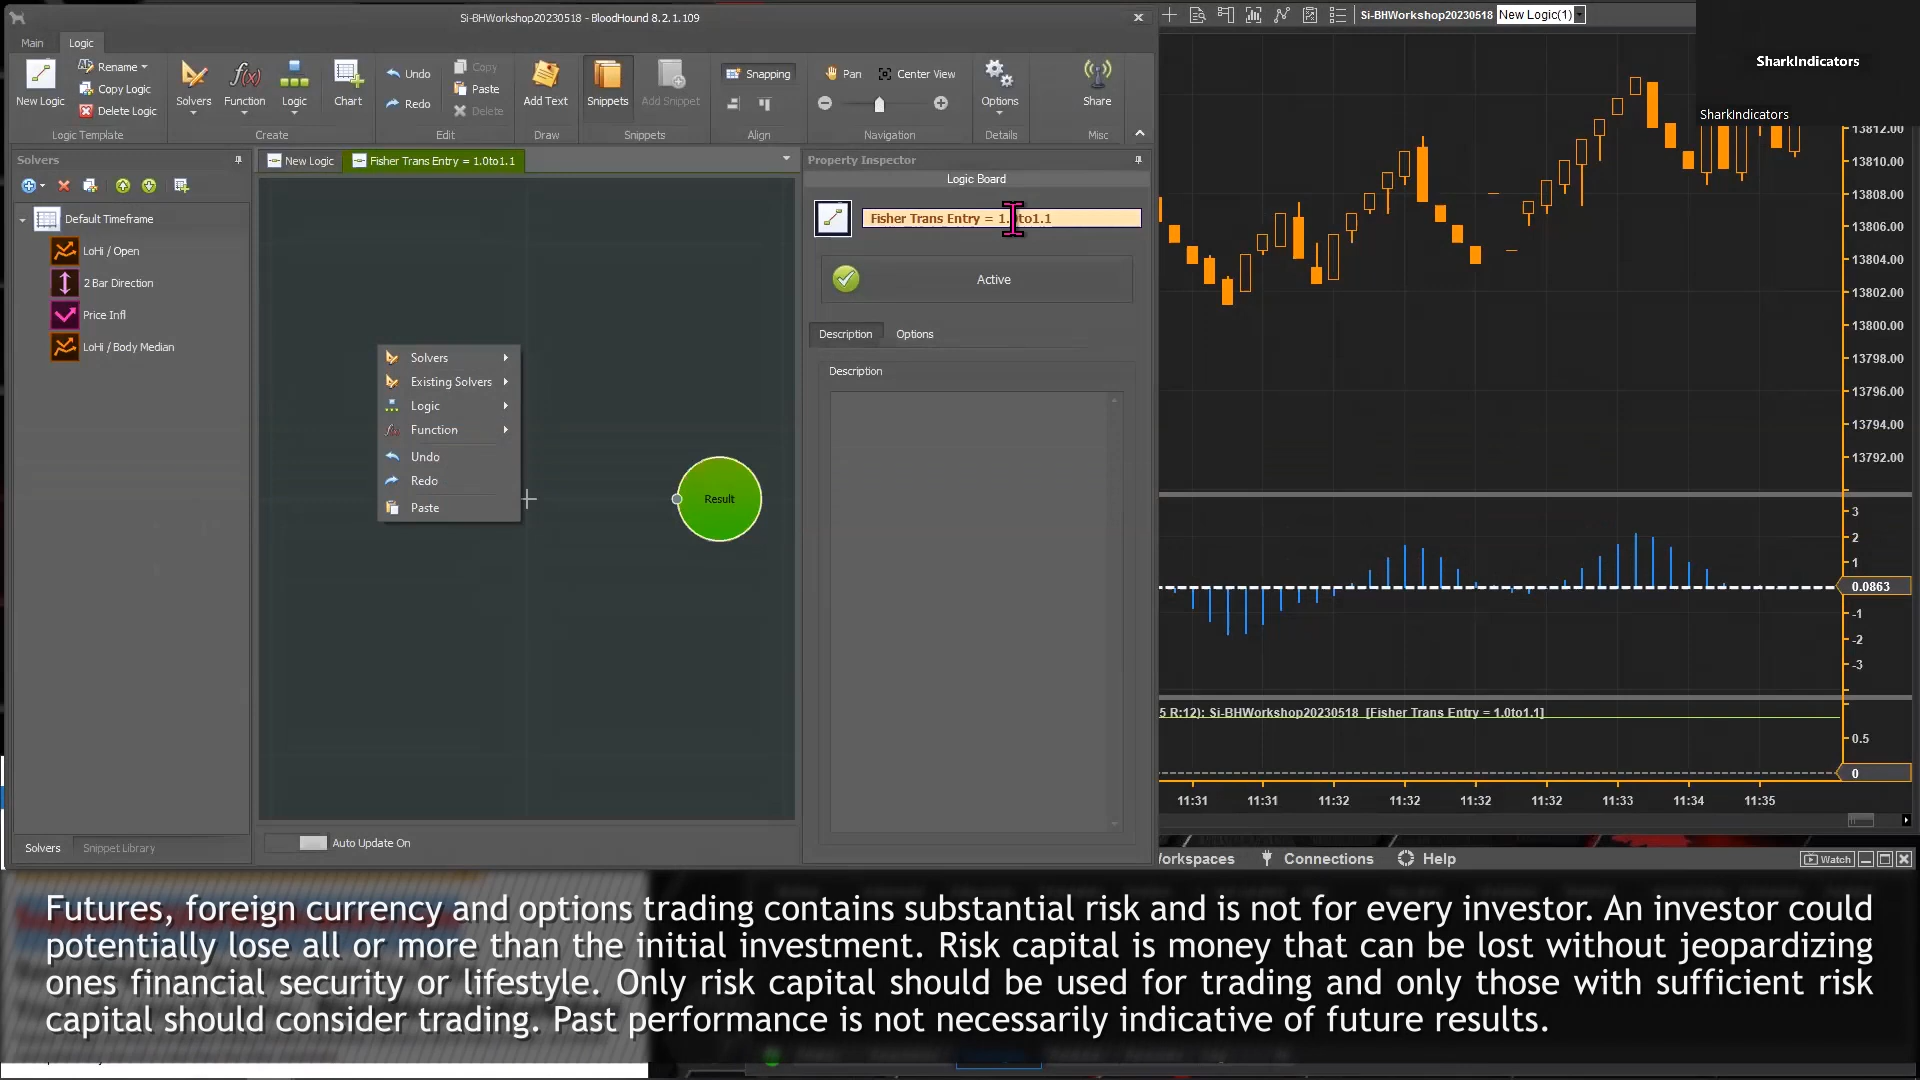 Si-BHWorkshop20230518 - BloodHound 8.2.1.109
Main
Logic
New Logic
Rename
Copy Logic
Delete Logic
Logic Template
Solvers
Function
Logic
Chart
Create
Undo
Redo
Copy
Paste
Delete
Edit
Add Text
Draw
Snippets
Add Snippet
Snippets
Snapping
Align
Pan
Center View
Navigation
Options
Details
Share
Misc
Solvers
Default Timeframe
LoHi / Open
2 Bar Direction
Price Infl
LoHi / Body Median
Solvers
Snippet Library
New Logic
Fisher Trans Entry = 1.0to1.1
Solvers
Existing Solvers
Logic
Function
Undo
Redo
Paste
Result
Auto Update On
Property Inspector
Logic Board
Fisher Trans Entry = 1.0to1.1
Active
Description
Options
Description
Si-BHWorkshop20230518
New Logic(1)
SharkIndicators
SharkIndicators
13812.00
13810.00
13808.00
13806.00
13804.00
13802.00
13800.00
13798.00
13796.00
13794.00
13792.00
3
2
1
0.0863
-1
-2
-3
5 R:12): Si-BHWorkshop20230518 [Fisher Trans Entry = 1.0to1.1]
0.5
0
11:31 11:31 11:32 11:32 11:32 11:32 11:33 11:34 11:35
orkspaces
Connections
Help
Watch
Futures, foreign currency and options trading contains substantial risk and is not for every investor. An investor could
potentially lose all or more than the initial investment. Risk capital is money that can be lost without jeopardizing
ones financial security or lifestyle. Only risk capital should be used for trading and only those with sufficient risk
capital should consider trading. Past performance is not necessarily indicative of future results.